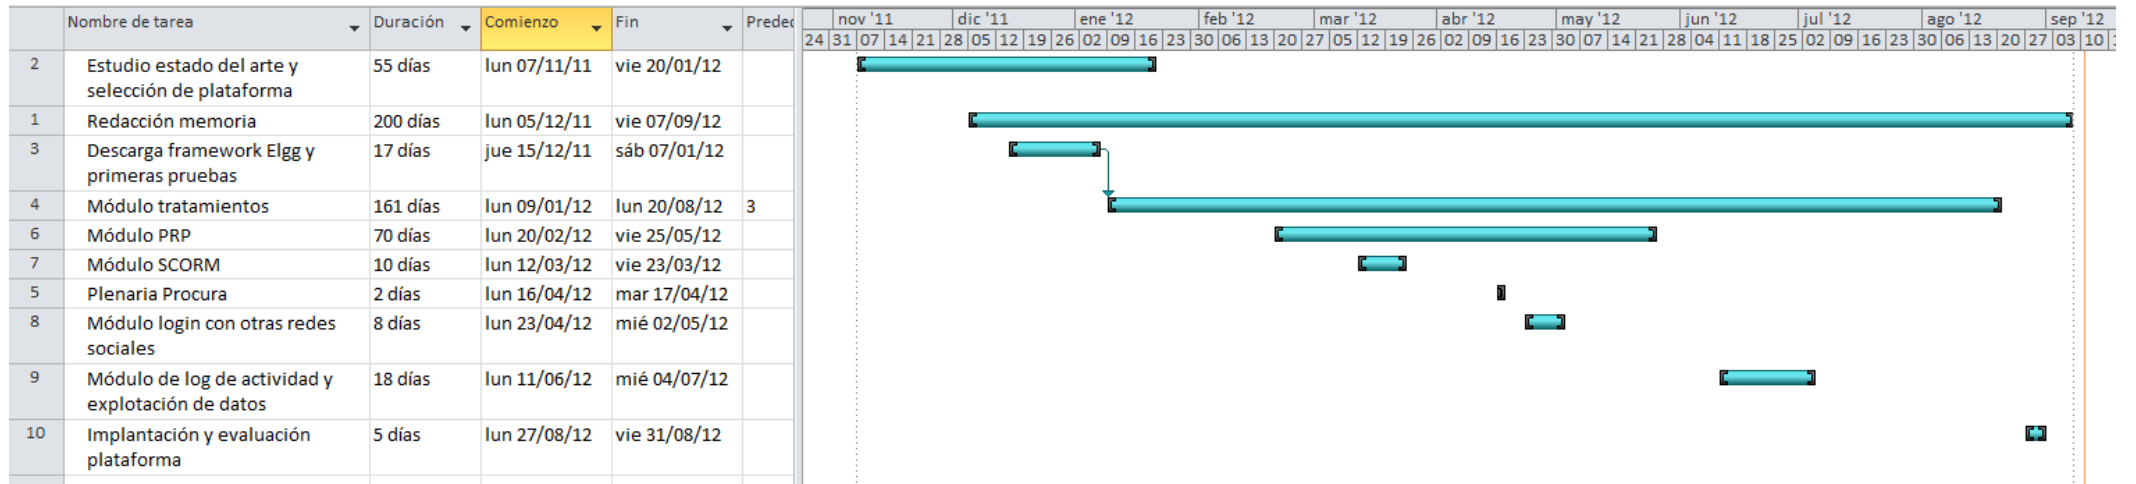 Nombre de tarea Duración Comienzo Fin Predec nov '11 dic '11 ene '12 feb '12 mar '12 abr '12 may '12 jun '12 jul '12 ago '12 sep '12
24 31 07 14 21 28 05 12 19 26 02 09 16 23 30 06 13 20 27 05 12 19 26 02 09 16 23 30 07 14 21 28 04 11 18 25 02 09 16 23 30 06 13 20 27 03 10
2 Estudio estado del arte y 55 días lun 07/11/11 vie 20/01/12
selección de plataforma
1 Redacción memoria 200 días lun 05/12/11 vie 07/09/12
3 Descarga framework Elgg y 17 días jue 15/12/11 sáb 07/01/12
primeras pruebas
4 Módulo tratamientos 161 días lun 09/01/12 lun 20/08/12 3
6 Módulo PRP 70 días lun 20/02/12 vie 25/05/12
7 Módulo SCORM 10 días lun 12/03/12 vie 23/03/12
5 Plenaria Procura 2 días lun 16/04/12 mar 17/04/12
8 Módulo login con otras redes 8 días lun 23/04/12 mié 02/05/12
sociales
9 Módulo de log de actividad y 18 días lun 11/06/12 mié 04/07/12
explotación de datos
10 Implantación y evaluación 5 días lun 27/08/12 vie 31/08/12
plataforma